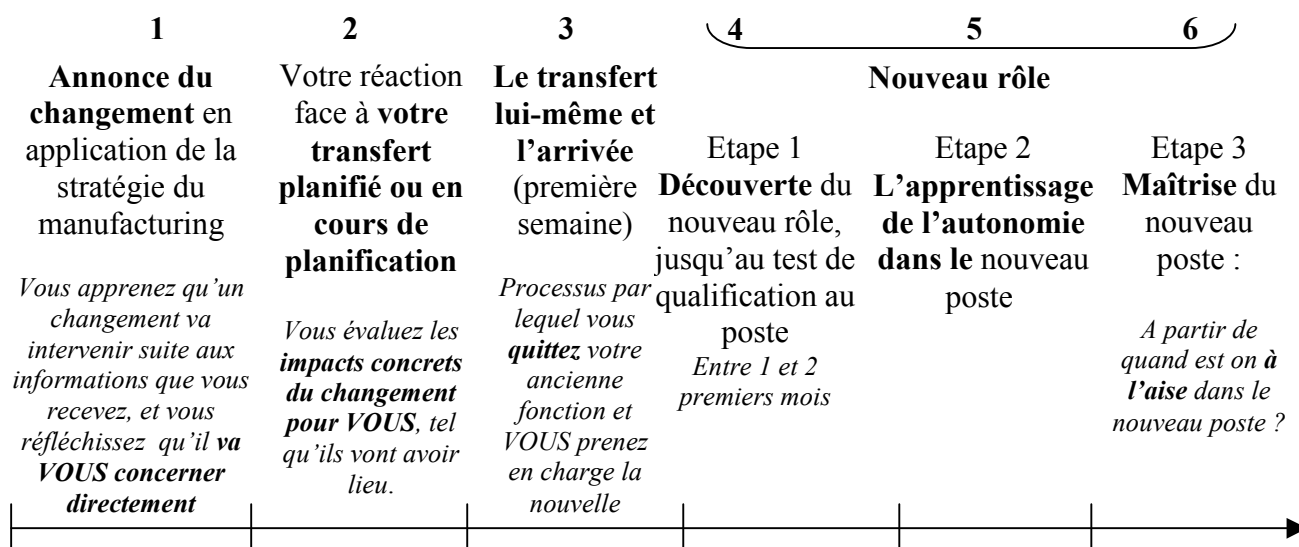 1
2
3
4
5
6
Annonce du
changement en
application de la
stratégie du
manufacturing
Vous apprenez qu’un
changement va
intervenir suite aux
informations que vous
recevez, et vous
réfléchissez  qu’il va
VOUS concerner
directement
Votre réaction
face à votre
transfert
planifié ou en
cours de
planification
Vous évaluez les
impacts concrets
du changement
pour VOUS, tel
qu’ils vont avoir
lieu.
Le transfert
lui-même et
l’arrivée
(première
semaine)
Processus par
lequel vous
quittez votre
ancienne
fonction et
VOUS prenez
en charge la
nouvelle
Nouveau rôle
Etape 1
Découverte du
nouveau rôle,
jusqu’au test de
qualification au
poste
Entre 1 et 2
premiers mois
Etape 2
L’apprentissage
de l’autonomie
dans le nouveau
poste
Etape 3
Maîtrise du
nouveau
poste :
A partir de
quand est on à
l’aise dans le
nouveau poste ?